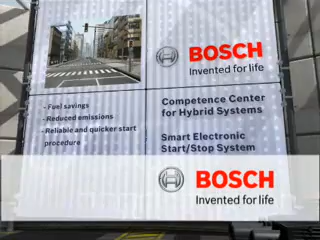 BOSCH
Invented for life
- Fuel savings
- Reduced emissions
- Reliable and quicker start
procedure
Competence Center
for Hybrid Systems
Smart Electronic
Start/Stop System
BOSCH
Invented for life